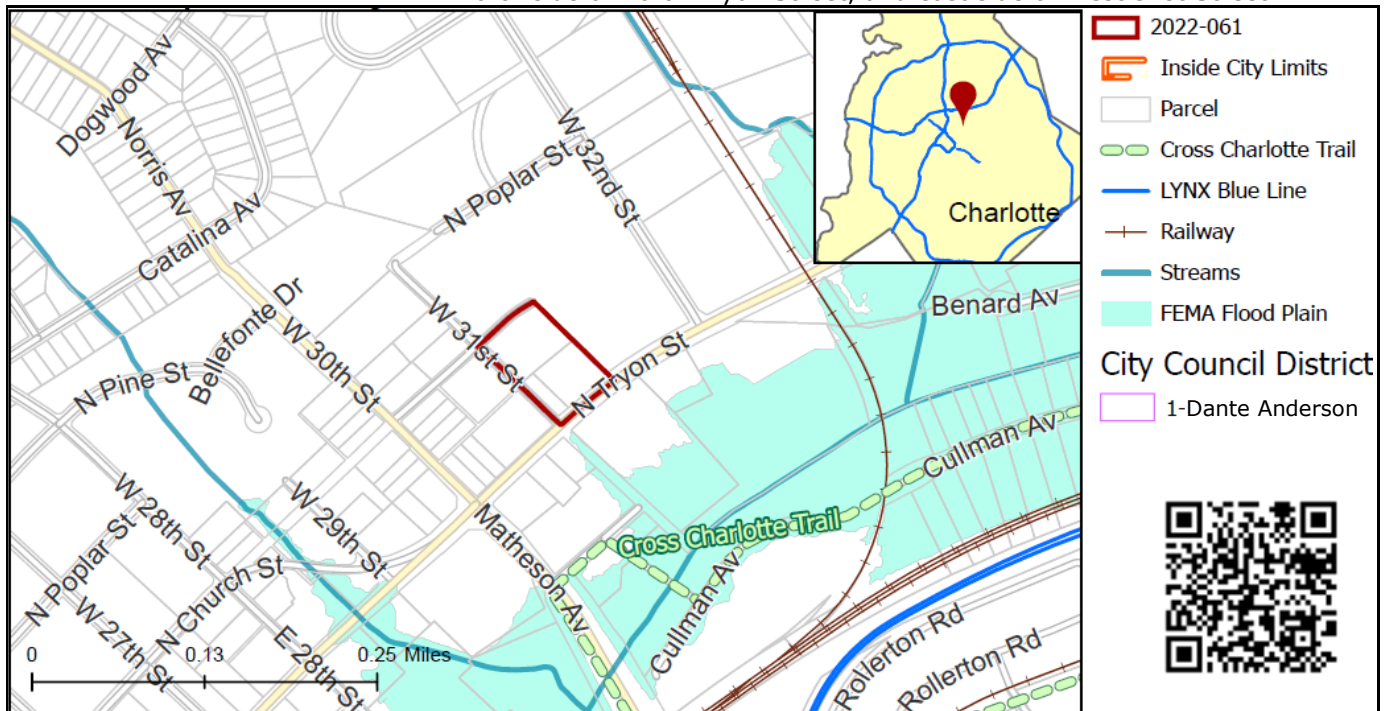 Dogwood Av
Norris Av
Catalina Av
Bellefonte Dr
N Pine St
W 30th St
W 31st St
N Poplar St
W 32nd St
N Tryon St
Benard Av
Cullman Av
Cross Charlotte Trail
Cullman Av
Matheson Av
W 29th St
W 28th St
N Church St
N Poplar St
W 27th St
E 28th St
Rollerton Rd
Rollerton Rd
0 0.13 0.25 Miles
Charlotte
2022-061
Inside City Limits
Parcel
Cross Charlotte Trail
LYNX Blue Line
Railway
Streams
FEMA Flood Plain
City Council District
1-Dante Anderson